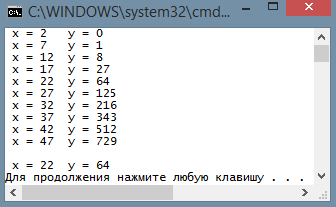 C:\WINDOWS\system32\cmd...
x = 2 y = 0
x = 7 y = 1
x = 12 y = 8
x = 17 y = 27
x = 22 y = 64
x = 27 y = 125
x = 32 y = 216
x = 37 y = 343
x = 42 y = 512
x = 47 y = 729
x = 22 y = 64
Для продолжения нажмите любую клавишу . . .